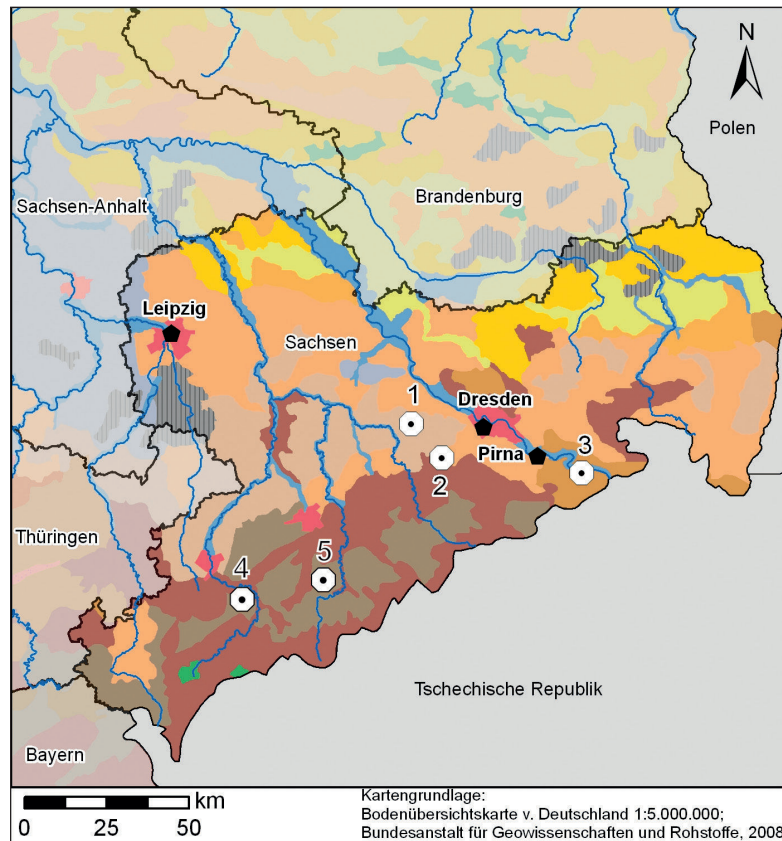 N
Polen
Brandenburg
Sachsen-Anhalt
Leipzig
Sachsen
1
Dresden
2
Pirna
3
Thüringen
4
5
Tschechische Republik
Bayern
km
0 25 50
Kartengrundlage:
Bodenübersichtskarte v. Deutschland 1:5.000.000;
Bundesanstalt für Geowissenschaften und Rohstoffe, 2008